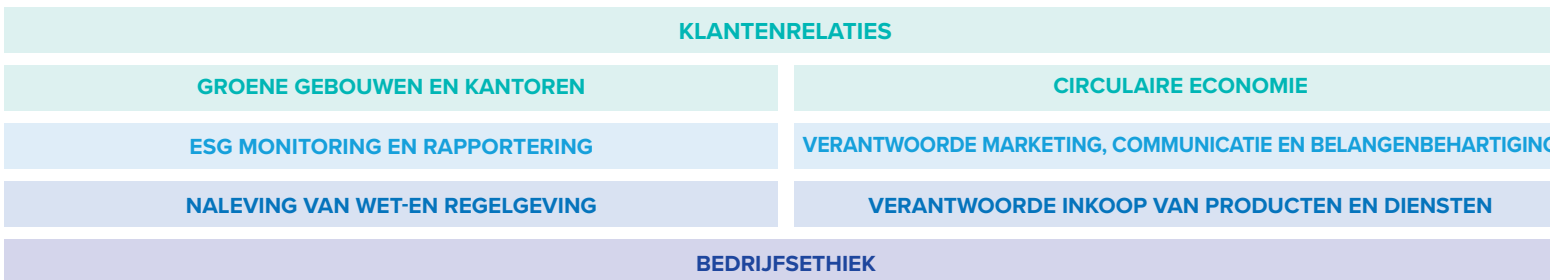 KLANTENRELATIES
GROENE GEBOUWEN EN KANTOREN
CIRCULAIRE ECONOMIE
ESG MONITORING EN RAPPORTERING
VERANTWOORDE MARKETING, COMMUNICATIE EN BELANGENBEHARTIGING
NALEVING VAN WET-EN REGELGEVING
VERANTWOORDE INKOOP VAN PRODUCTEN EN DIENSTEN
BEDRIJFSETHIEK